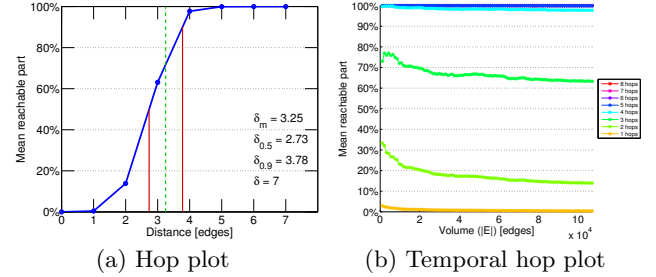 100%
80%
60%
40%
20%
0%
Mean reachable part
0 1 2 3 4 5 6 7
Distance [edges]
δm = 3.25
δ0.5 = 2.73
δ0.9 = 3.78
δ = 7
(a) Hop plot
100%
90%
80%
70%
60%
50%
40%
30%
20%
10%
0%
Mean reachable part
0 2 4 6 8 10
x 10^4
Volume (|E|) [edges]
8 hops
7 hops
6 hops
5 hops
4 hops
3 hops
2 hops
1 hops
(b) Temporal hop plot